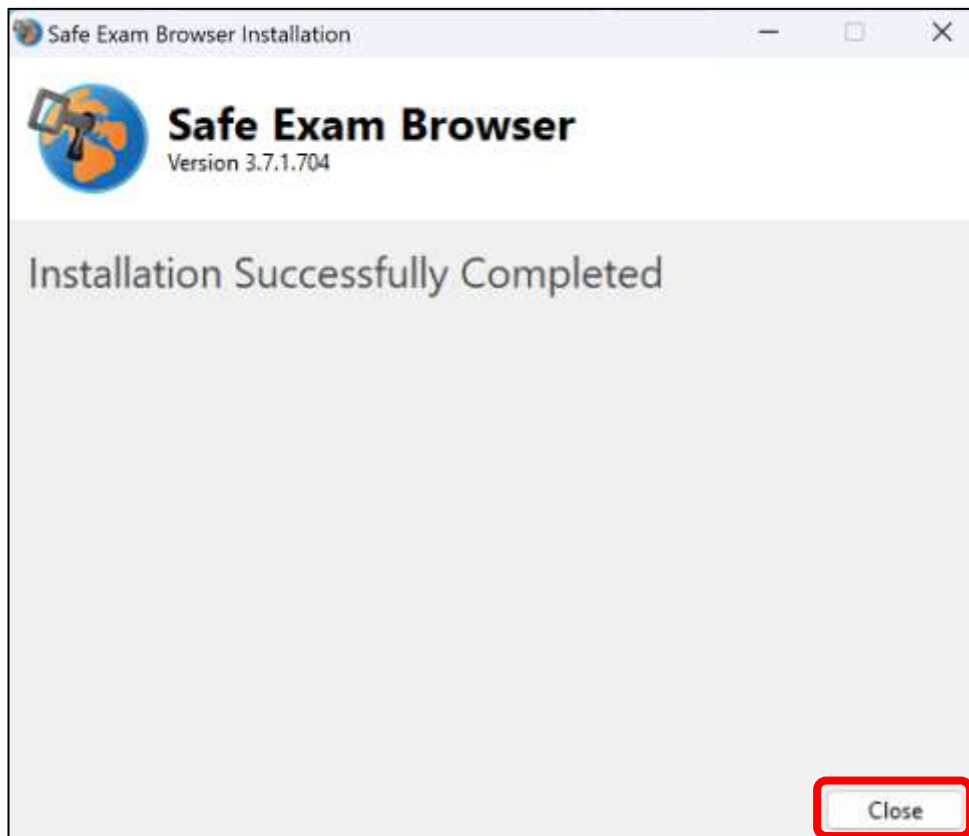 Safe Exam Browser Installation
Safe Exam Browser
Version 3.7.1.704
Installation Successfully Completed
Close